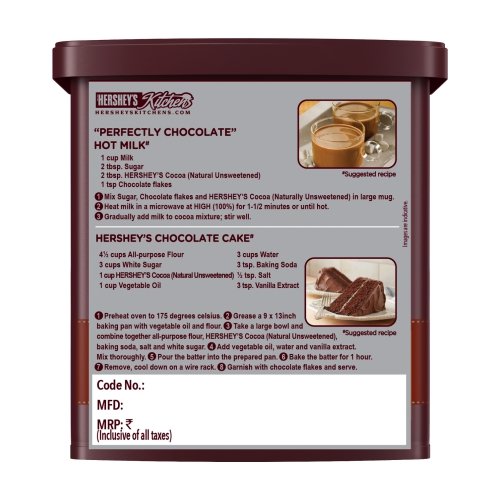 HERSHEY'S Kitchens
HERSHEYSKITCHENS.COM
"PERFECTLY CHOCOLATE"
HOT MILK#
1 cup Milk
2 tbsp. Sugar
2 tbsp. HERSHEY'S Cocoa (Natural Unsweetened)
1 tsp Chocolate flakes
#Suggested recipe
1 Mix Sugar, Chocolate flakes and HERSHEY'S Cocoa (Naturally Unsweetened) in large mug.
2 Heat milk in a microwave at HIGH (100%) for 1-1/2 minutes or until hot.
3 Gradually add milk to cocoa mixture; stir well.
Images are indicative.
HERSHEY'S CHOCOLATE CAKE#
4½ cups All-purpose Flour 3 cups Water
3 cups White Sugar 3 tsp. Baking Soda
1 cup HERSHEY'S Cocoa (Natural Unsweetened) ½ tsp. Salt
1 cup Vegetable Oil 3 tsp. Vanilla Extract
#Suggested recipe
1 Preheat oven to 175 degrees celsius. 2 Grease a 9 x 13inch
baking pan with vegetable oil and flour. 3 Take a large bowl and
combine together all-purpose flour, HERSHEY'S Cocoa (Natural Unsweetened),
baking soda, salt and white sugar. 4 Add vegetable oil, water and vanilla extract.
Mix thoroughly. 5 Pour the batter into the prepared pan. 6 Bake the batter for 1 hour.
7 Remove, cool down on a wire rack. 8 Garnish with chocolate flakes and serve.
Code No.:
MFD:
MRP: ₹
(Inclusive of all taxes)